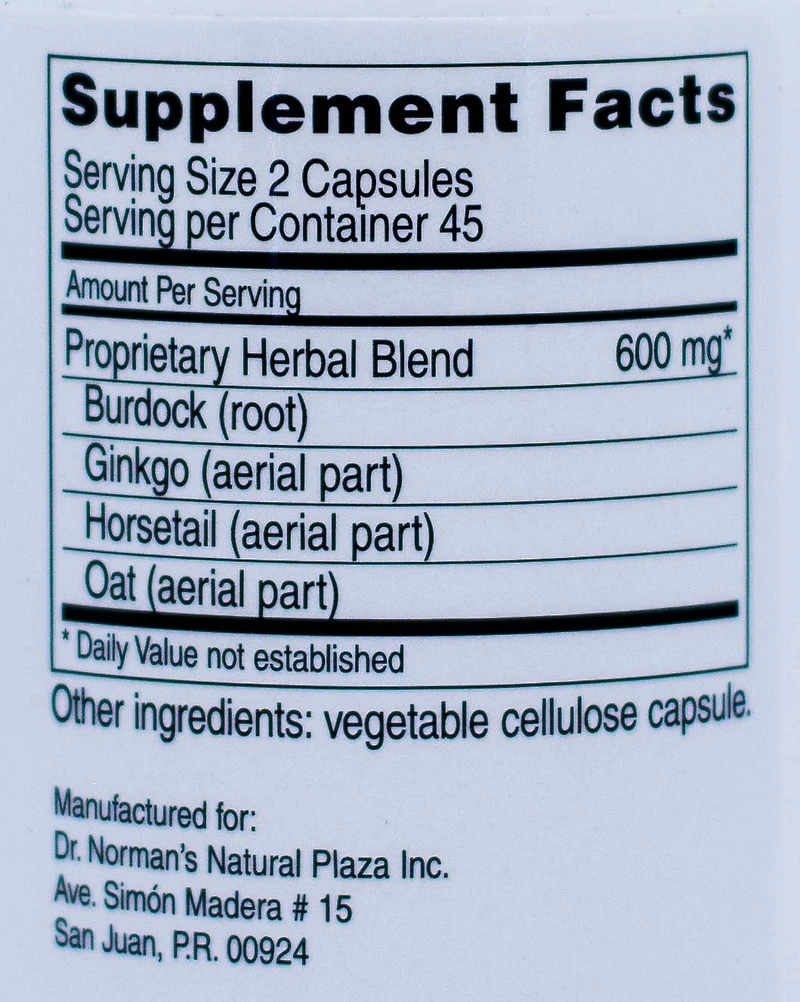 Supplement Facts
Serving Size 2 Capsules
Serving per Container 45
Amount Per Serving
Proprietary Herbal Blend 600 mg*
Burdock (root)
Ginkgo (aerial part)
Horsetail (aerial part)
Oat (aerial part)
* Daily Value not established
Other ingredients: vegetable cellulose capsule.
Manufactured for:
Dr. Norman's Natural Plaza Inc.
Ave. Simón Madera # 15
San Juan, P.R. 00924